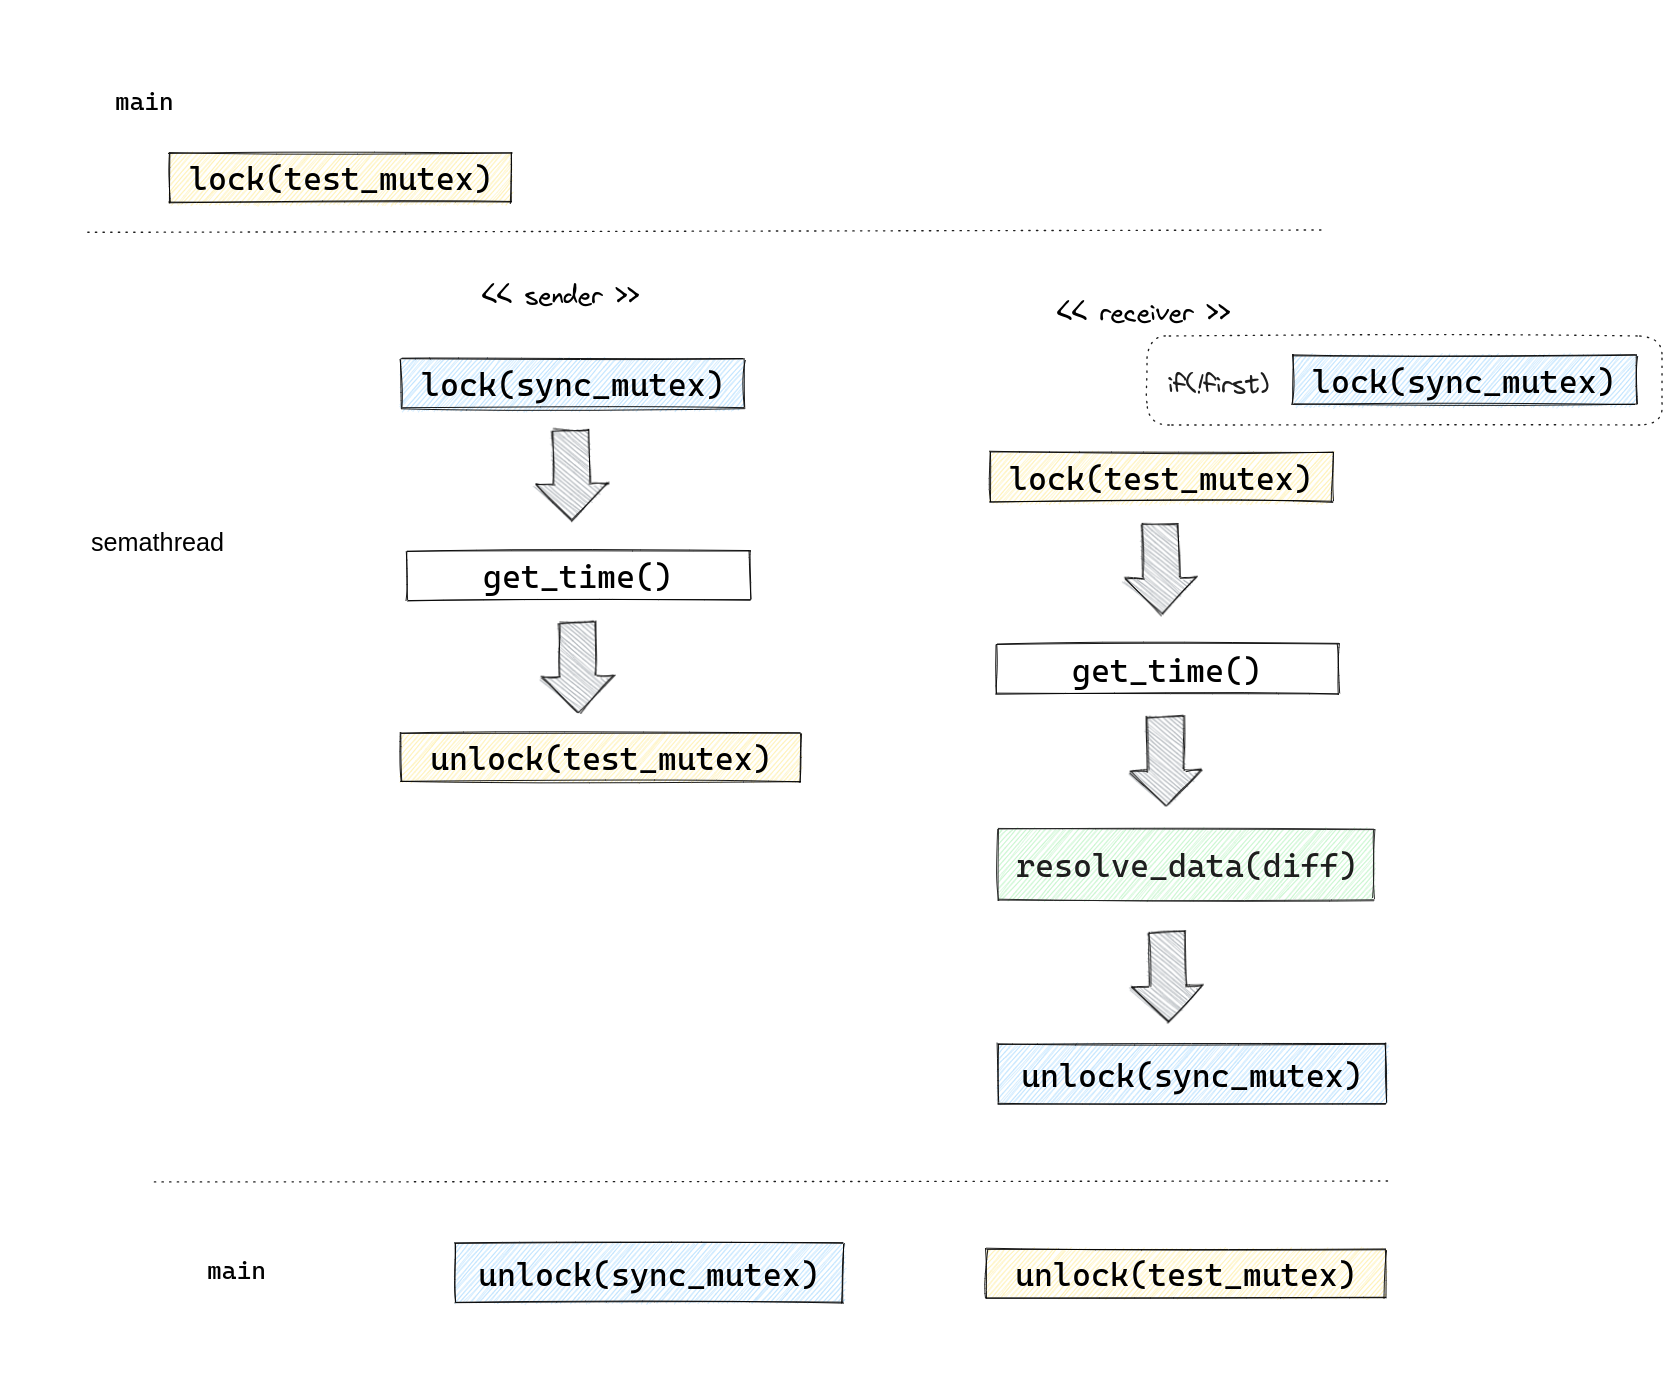 main
lock(test_mutex)
<< sender >>
<< receiver >>
lock(sync_mutex)
if(!first) lock(sync_mutex)
lock(test_mutex)
semathread
get_time()
get_time()
unlock(test_mutex)
resolve_data(diff)
unlock(sync_mutex)
main
unlock(sync_mutex)
unlock(test_mutex)